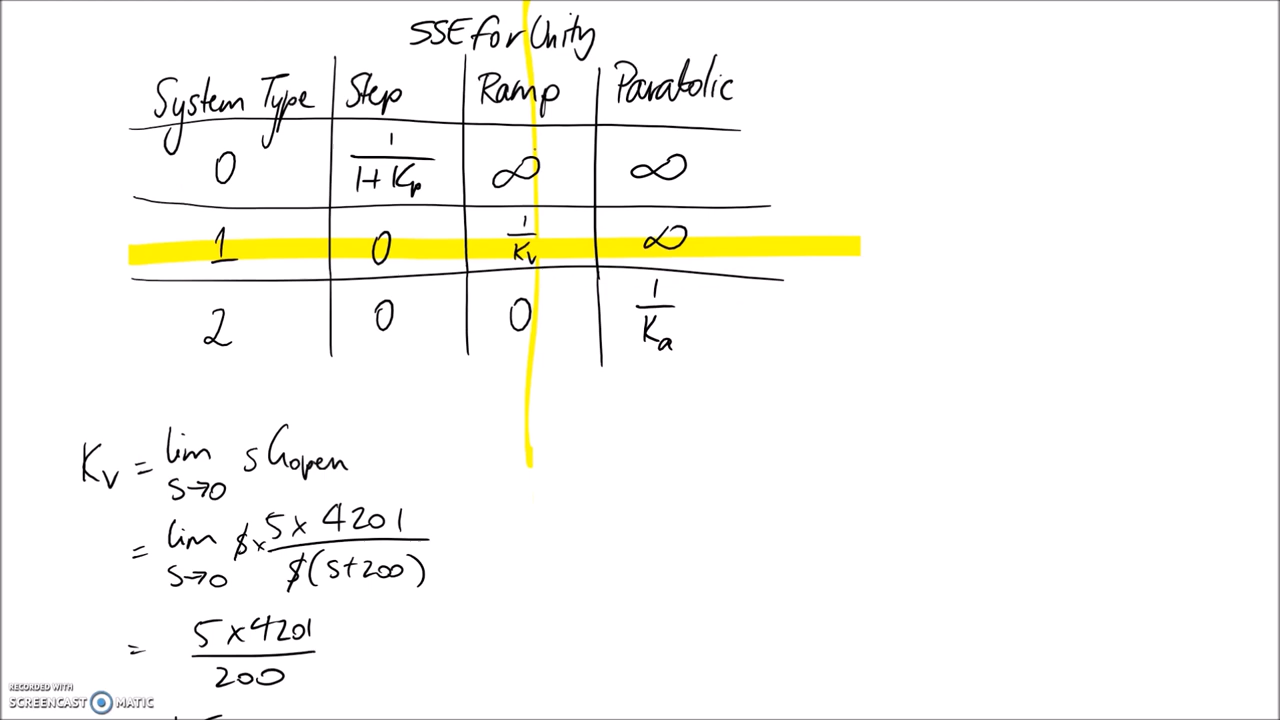 SSE for Unity
System Type Step Ramp Parabolic
0 1/(1+Kp) ∞ ∞
1 0 1/Kv ∞
2 0 0 1/Ka
Kv = lim s→0 s Gopen
= lim s→0 s × 5 × 4201 / s(s+200)
= 5 × 4201 / 200
RECORDED WITH
SCREENCAST MATIC